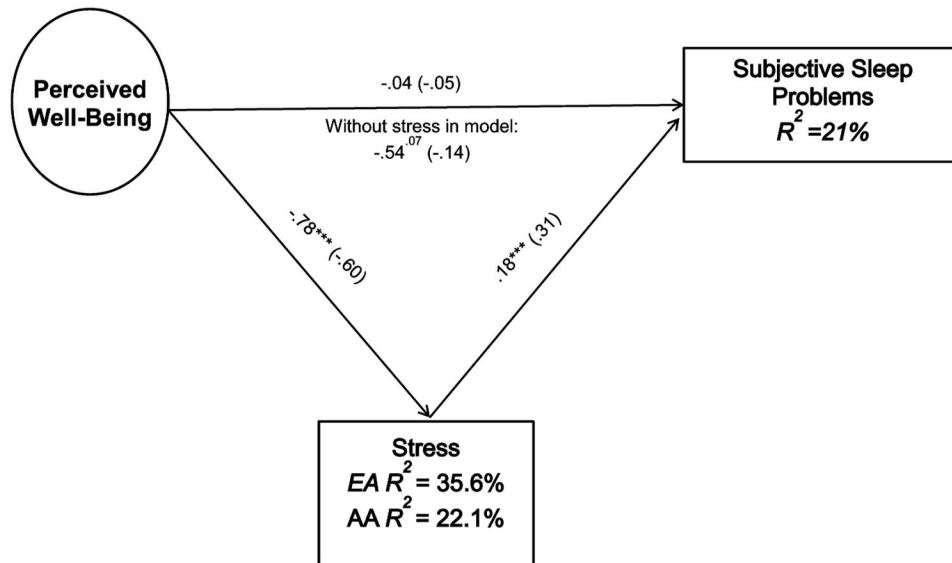 Perceived
Well-Being
-.04 (-.05)
Without stress in model:
-.54.07 (-.14)
Subjective Sleep
Problems
R2 =21%
-.78*** (-.60)
.18*** (.31)
Stress
EA R2 = 35.6%
AA R2 = 22.1%